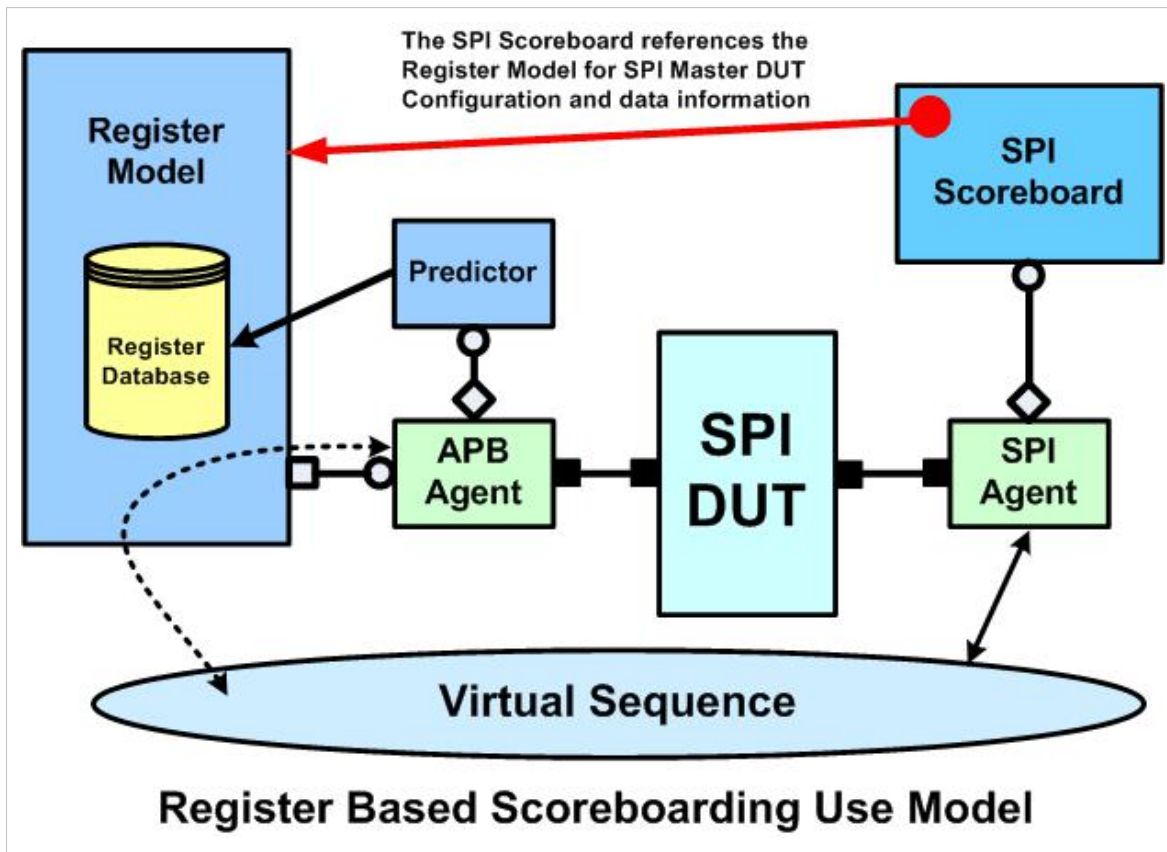 The SPI Scoreboard references the
Register Model for SPI Master DUT
Configuration and data information
Register
Model
SPI
Scoreboard
Predictor
Register
Database
APB
Agent
SPI
DUT
SPI
Agent
Virtual Sequence
Register Based Scoreboarding Use Model